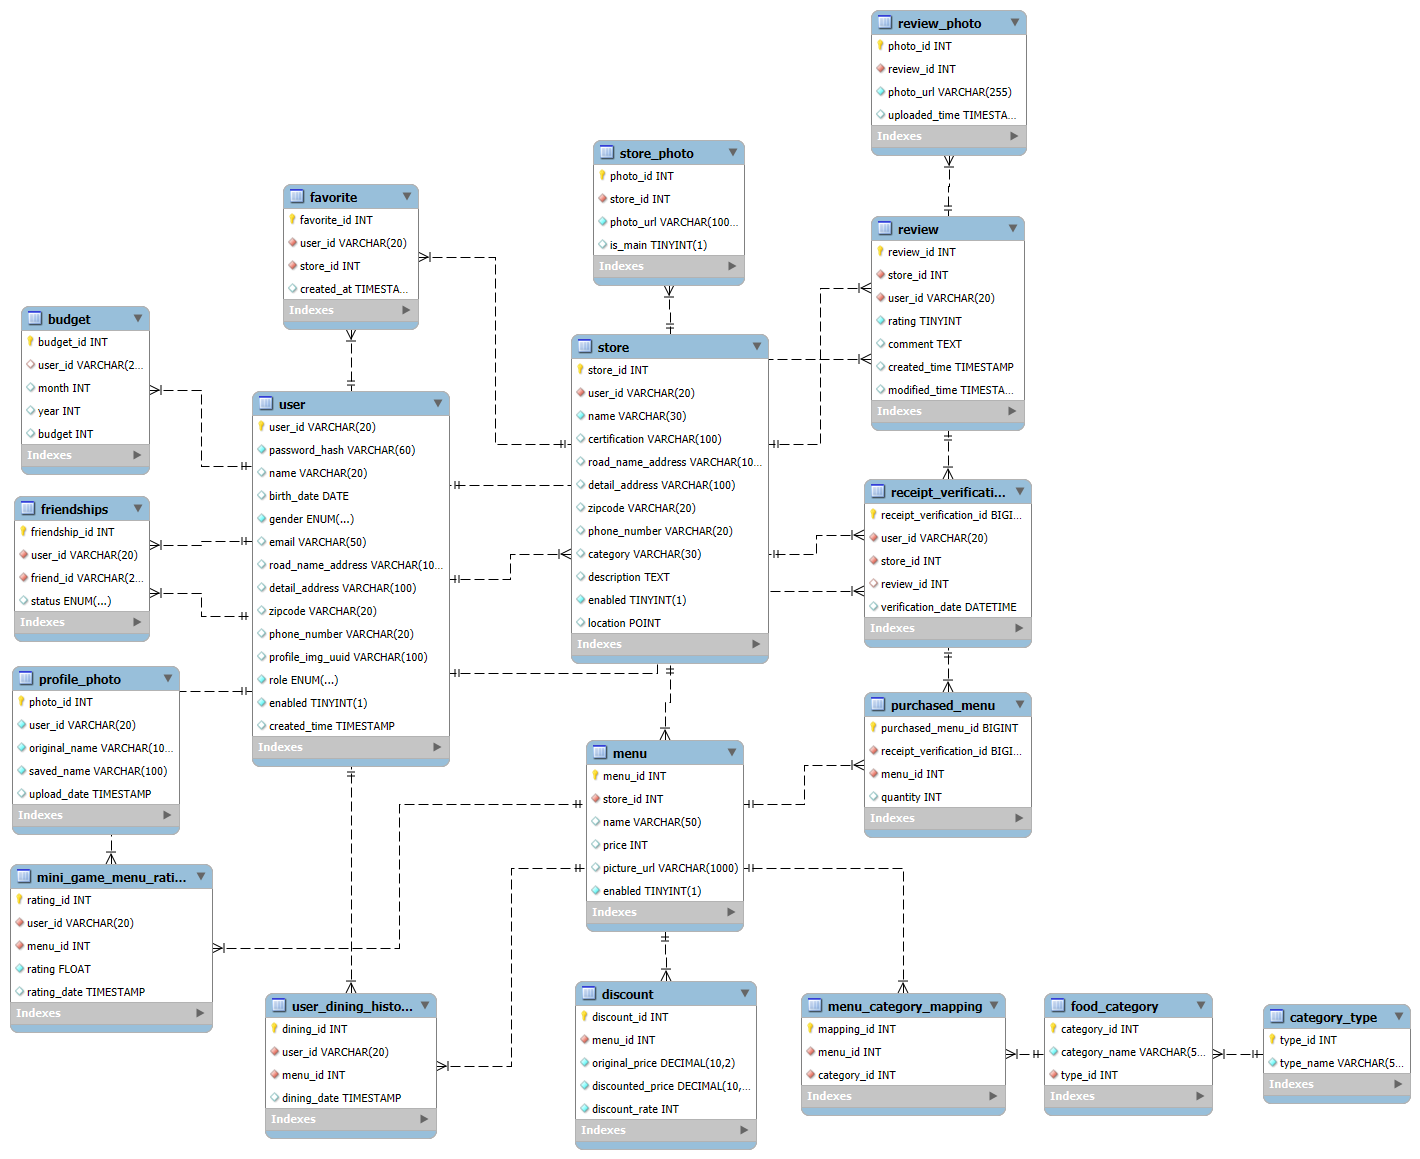 review_photo
photo_id INT
review_id INT
photo_url VARCHAR(255)
uploaded_time TIMESTA...
Indexes
store_photo
photo_id INT
store_id INT
photo_url VARCHAR(100...
is_main TINYINT(1)
Indexes
favorite
favorite_id INT
user_id VARCHAR(20)
store_id INT
created_at TIMESTA...
Indexes
review
review_id INT
store_id INT
user_id VARCHAR(20)
rating TINYINT
comment TEXT
created_time TIMESTAMP
modified_time TIMESTA...
Indexes
budget
budget_id INT
user_id VARCHAR(2...
month INT
year INT
budget INT
Indexes
store
store_id INT
user_id VARCHAR(20)
name VARCHAR(30)
certification VARCHAR(100)
road_name_address VARCHAR(10...
detail_address VARCHAR(100)
zipcode VARCHAR(20)
phone_number VARCHAR(20)
category VARCHAR(30)
description TEXT
enabled TINYINT(1)
location POINT
Indexes
user
user_id VARCHAR(20)
password_hash VARCHAR(60)
name VARCHAR(20)
birth_date DATE
gender ENUM(...)
email VARCHAR(50)
road_name_address VARCHAR(10...
detail_address VARCHAR(100)
zipcode VARCHAR(20)
phone_number VARCHAR(20)
profile_img_uuid VARCHAR(100)
role ENUM(...)
enabled TINYINT(1)
created_time TIMESTAMP
Indexes
friendships
friendship_id INT
user_id VARCHAR(20)
friend_id VARCHAR(2...
status ENUM(...)
Indexes
receipt_verificati...
receipt_verification_id BIGI...
user_id VARCHAR(20)
store_id INT
review_id INT
verification_date DATETIME
Indexes
profile_photo
photo_id INT
user_id VARCHAR(20)
original_name VARCHAR(10...
saved_name VARCHAR(100)
upload_date TIMESTAMP
Indexes
purchased_menu
purchased_menu_id BIGINT
receipt_verification_id BIGI...
menu_id INT
quantity INT
Indexes
menu
menu_id INT
store_id INT
name VARCHAR(50)
price INT
picture_url VARCHAR(1000)
enabled TINYINT(1)
Indexes
mini_game_menu_rati...
rating_id INT
user_id VARCHAR(20)
menu_id INT
rating FLOAT
rating_date TIMESTAMP
Indexes
user_dining_histo...
dining_id INT
user_id VARCHAR(20)
menu_id INT
dining_date TIMESTAMP
Indexes
discount
discount_id INT
menu_id INT
original_price DECIMAL(10,2)
discounted_price DECIMAL(10,...
discount_rate INT
Indexes
menu_category_mapping
mapping_id INT
menu_id INT
category_id INT
Indexes
food_category
category_id INT
category_name VARCHAR(5...
type_id INT
Indexes
category_type
type_id INT
type_name VARCHAR(5...
Indexes